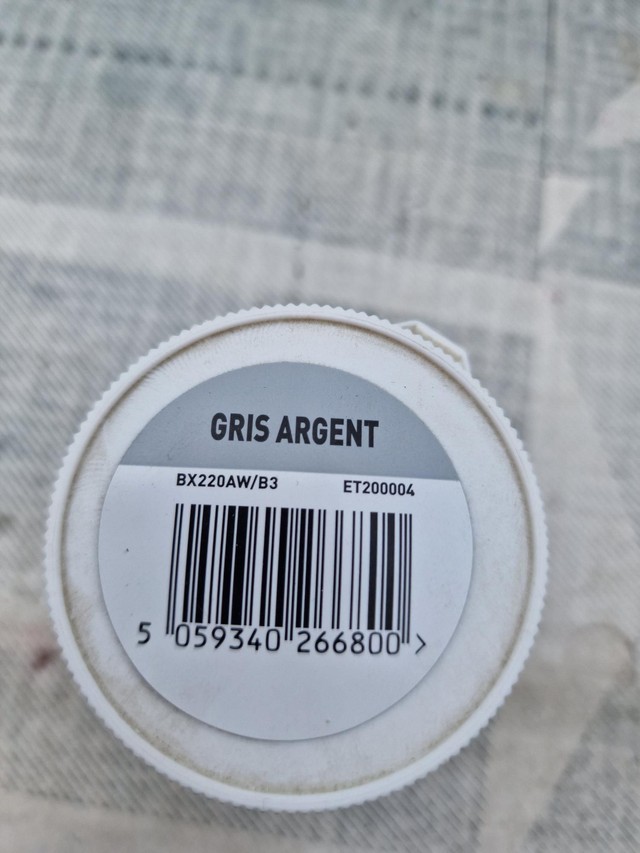 GRIS ARGENT
BX220AW/B3 ET200004
5 059340 266800 >